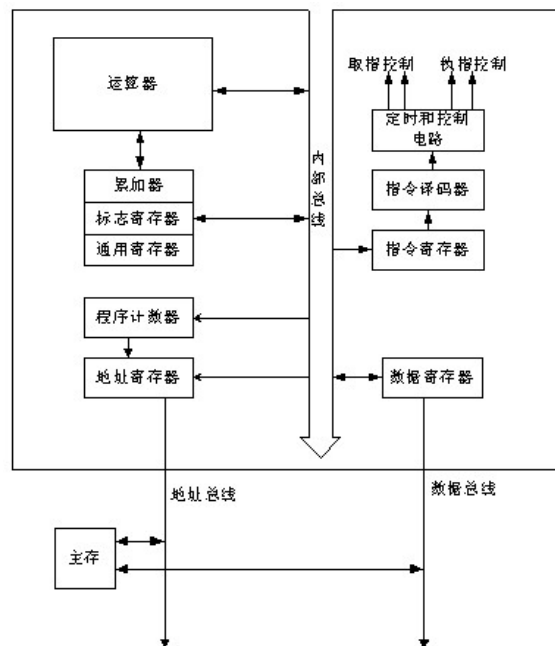 运算器
累加器
标志寄存器
通用寄存器
程序计数器
地址寄存器
内部总线
取指控制
执指控制
定时和控制
电路
指令译码器
指令寄存器
数据寄存器
地址总线
数据总线
主存